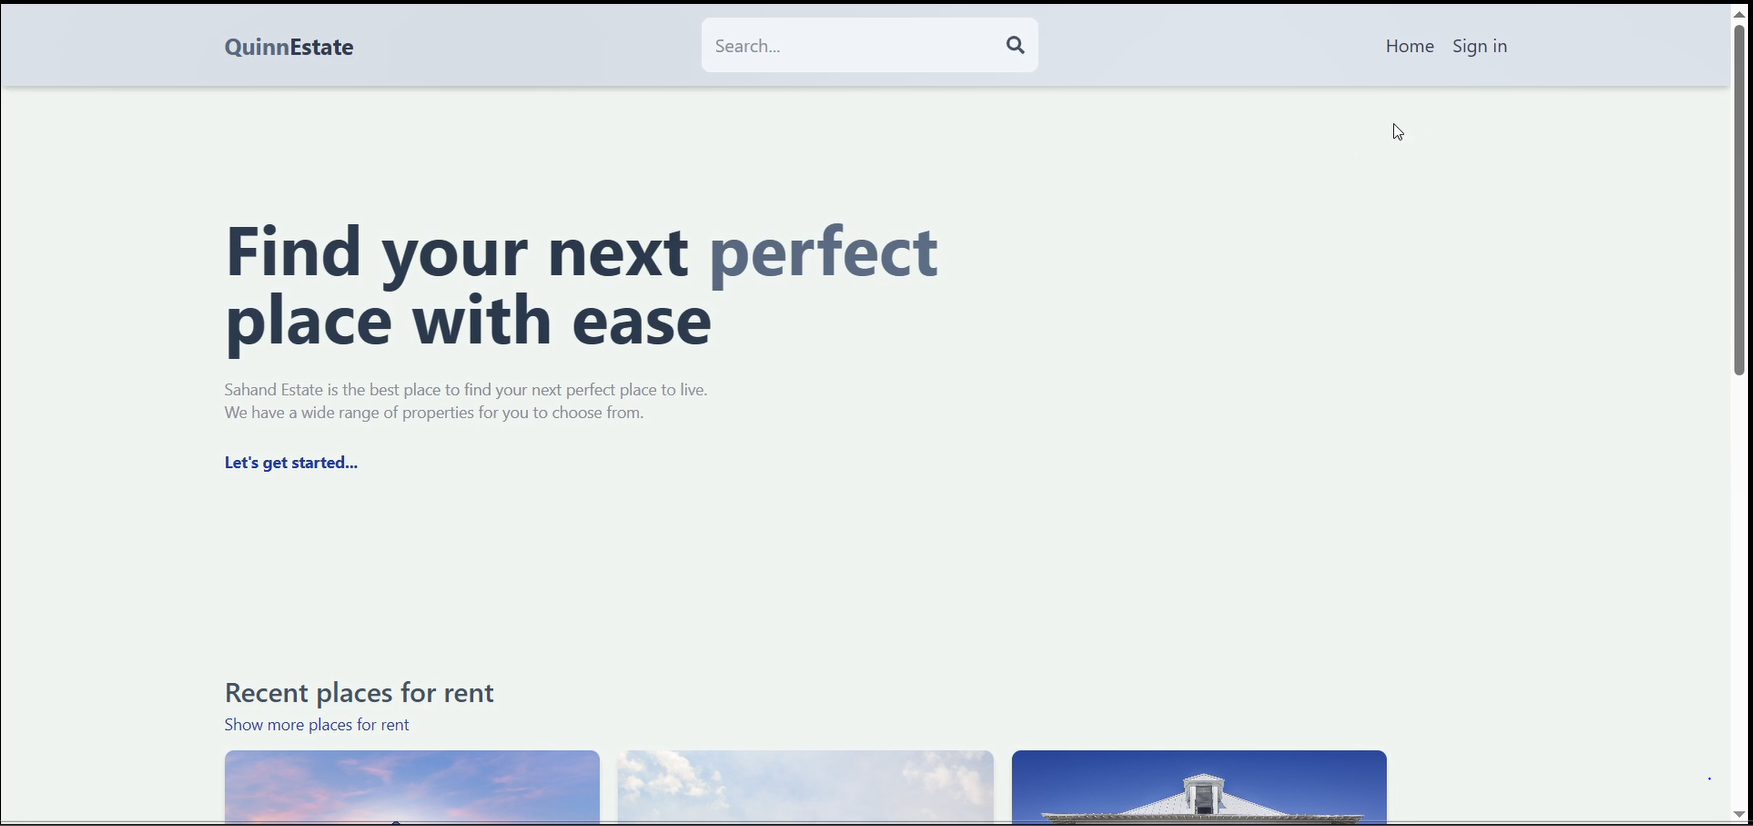 QuinnEstate
Search...
Home
Sign in
Find your next perfect
place with ease
Sahand Estate is the best place to find your next perfect place to live.
We have a wide range of properties for you to choose from.
Let's get started...
Recent places for rent
Show more places for rent